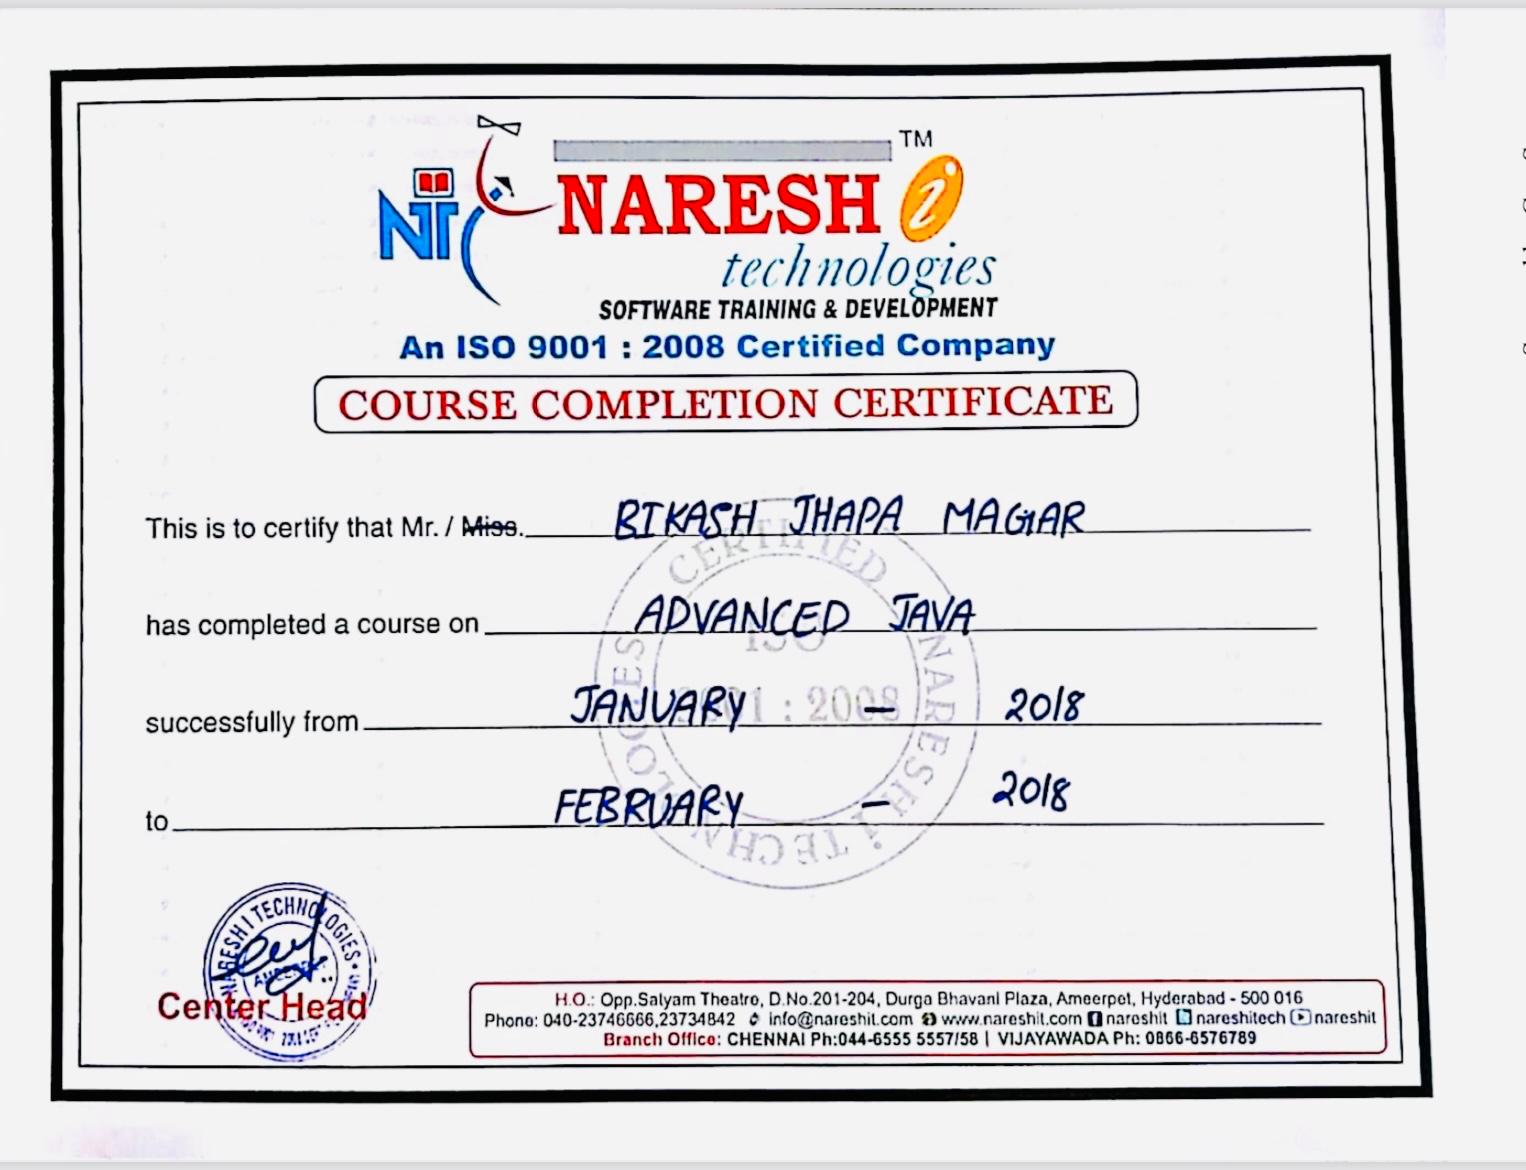 TM
NTC
NARESH i
technologies
SOFTWARE TRAINING & DEVELOPMENT
An ISO 9001 : 2008 Certified Company
COURSE COMPLETION CERTIFICATE
This is to certify that Mr. / Miss. BIKASH THAPA MAGAR
has completed a course on ADVANCED JAVA
successfully from JANUARY - 2018
to FEBRUARY - 2018
CERTIFIED NARESH i TECHNOLOGIES
ISO
9001 : 2008
NARESH I TECHNOLOGIES
Center Head
H.O.: Opp.Satyam Theatre, D.No.201-204, Durga Bhavani Plaza, Ameerpet, Hyderabad - 500 016
Phone: 040-23746666,23734842 info@nareshit.com www.nareshit.com nareshit nareshitech nareshit
Branch Office: CHENNAI Ph:044-6555 5557/58 | VIJAYAWADA Ph: 0866-6576789